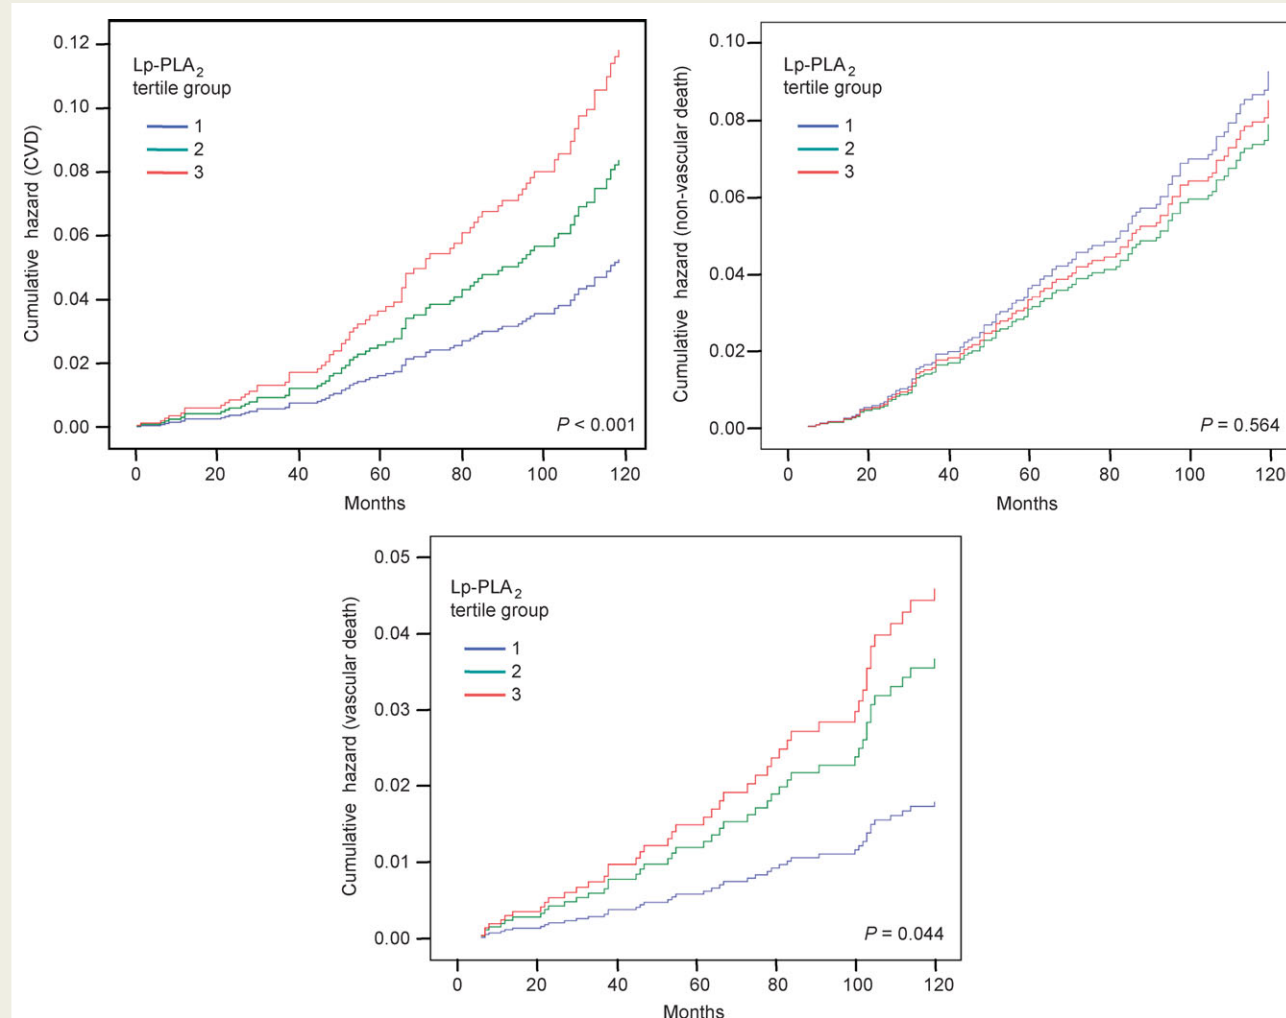 Cumulative hazard (CVD)
0.12
0.10
0.08
0.06
0.04
0.02
0.00
Lp-PLA2
tertile group
1
2
3
P < 0.001
0 20 40 60 80 100 120
Months
Cumulative hazard (non-vascular death)
0.10
0.08
0.06
0.04
0.02
0.00
Lp-PLA2
tertile group
1
2
3
P = 0.564
0 20 40 60 80 100 120
Months
Cumulative hazard (vascular death)
0.05
0.04
0.03
0.02
0.01
0.00
Lp-PLA2
tertile group
1
2
3
P = 0.044
0 20 40 60 80 100 120
Months